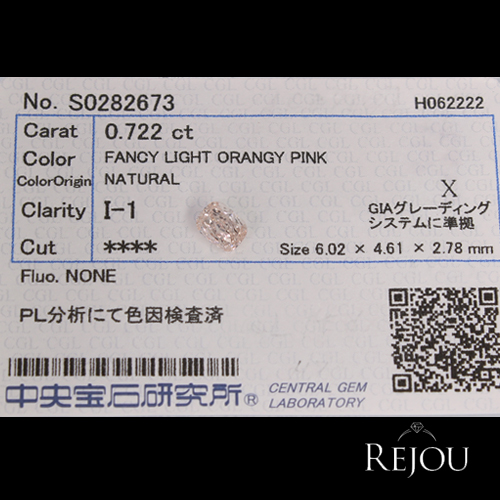 No. S0282673 H062222
Carat 0.722 ct
Color FANCY LIGHT ORANGY PINK
ColorOrigin NATURAL
X
Clarity I-1 GIAグレーディング
システムに準拠
Cut **** Size 6.02 × 4.61 × 2.78 mm
Fluo. NONE
PL分析にて色因検査済
中央宝石研究所® CENTRAL GEM
LABORATORY
REJOU